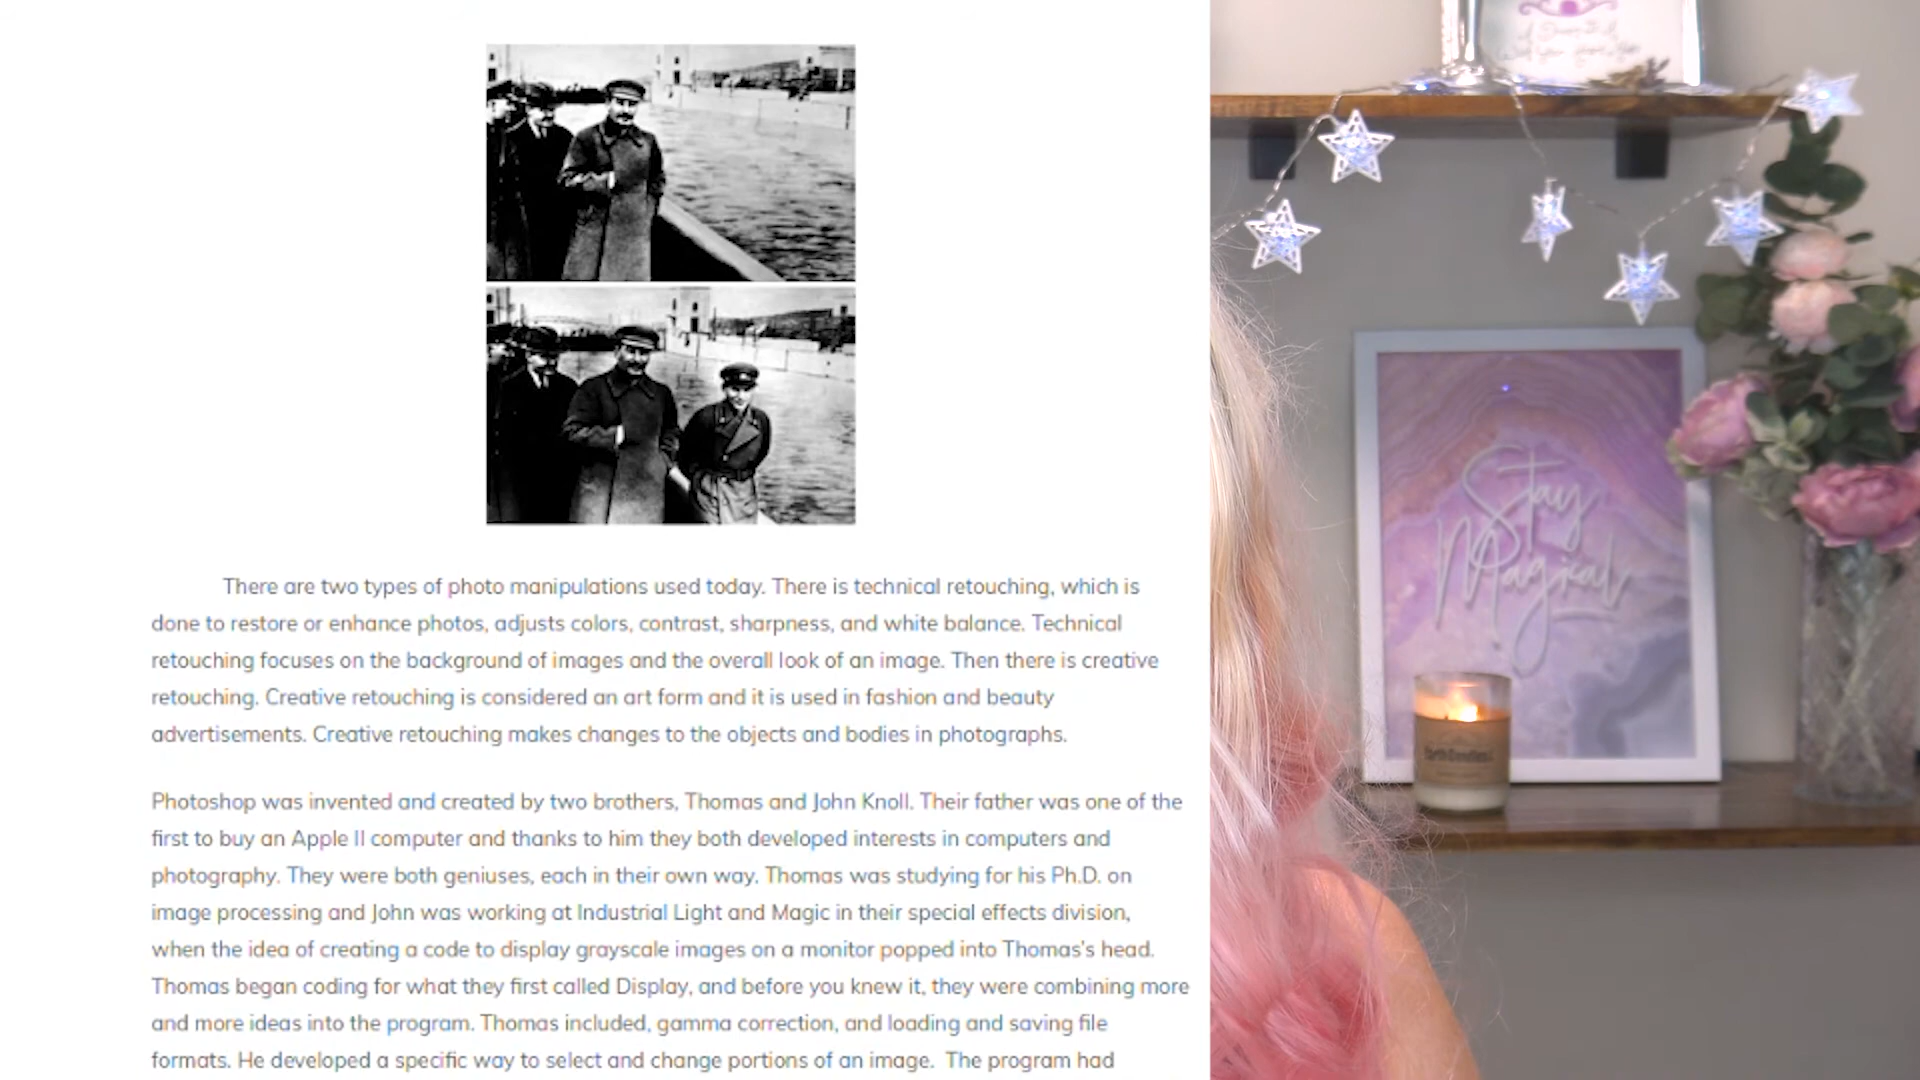 There are two types of photo manipulations used today. There is technical retouching, which is
done to restore or enhance photos, adjusts colors, contrast, sharpness, and white balance. Technical
retouching focuses on the background of images and the overall look of an image. Then there is creative
retouching. Creative retouching is considered an art form and it is used in fashion and beauty
advertisements. Creative retouching makes changes to the objects and bodies in photographs.
Photoshop was invented and created by two brothers, Thomas and John Knoll. Their father was one of the
first to buy an Apple II computer and thanks to him they both developed interests in computers and
photography. They were both geniuses, each in their own way. Thomas was studying for his Ph.D. on
image processing and John was working at Industrial Light and Magic in their special effects division,
when the idea of creating a code to display grayscale images on a monitor popped into Thomas's head.
Thomas began coding for what they first called Display, and before you knew it, they were combining more
and more ideas into the program. Thomas included, gamma correction, and loading and saving file
formats. He developed a specific way to select and change portions of an image.  The program had
Stay
Magical